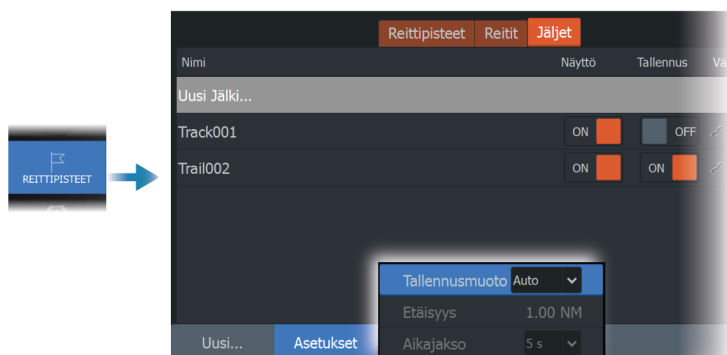 Reittipisteet Reitit Jäljet
Nimi Näyttö Tallennus
Uusi Jälki...
Track001 ON OFF
Trail002 ON ON
REITTIPISTEET
Tallennusmuoto Auto
Etäisyys 1.00 NM
Uusi... Asetukset Aikajakso 5 s